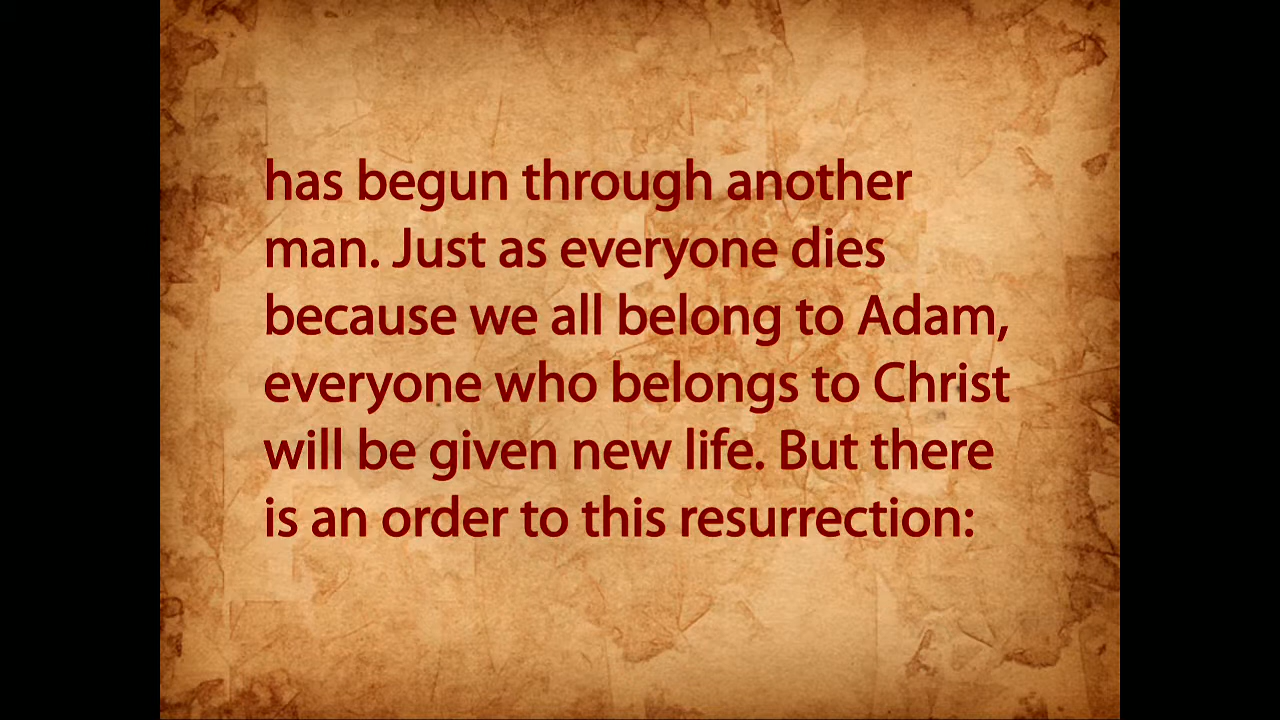 has begun through another
man. Just as everyone dies
because we all belong to Adam,
everyone who belongs to Christ
will be given new life. But there
is an order to this resurrection: